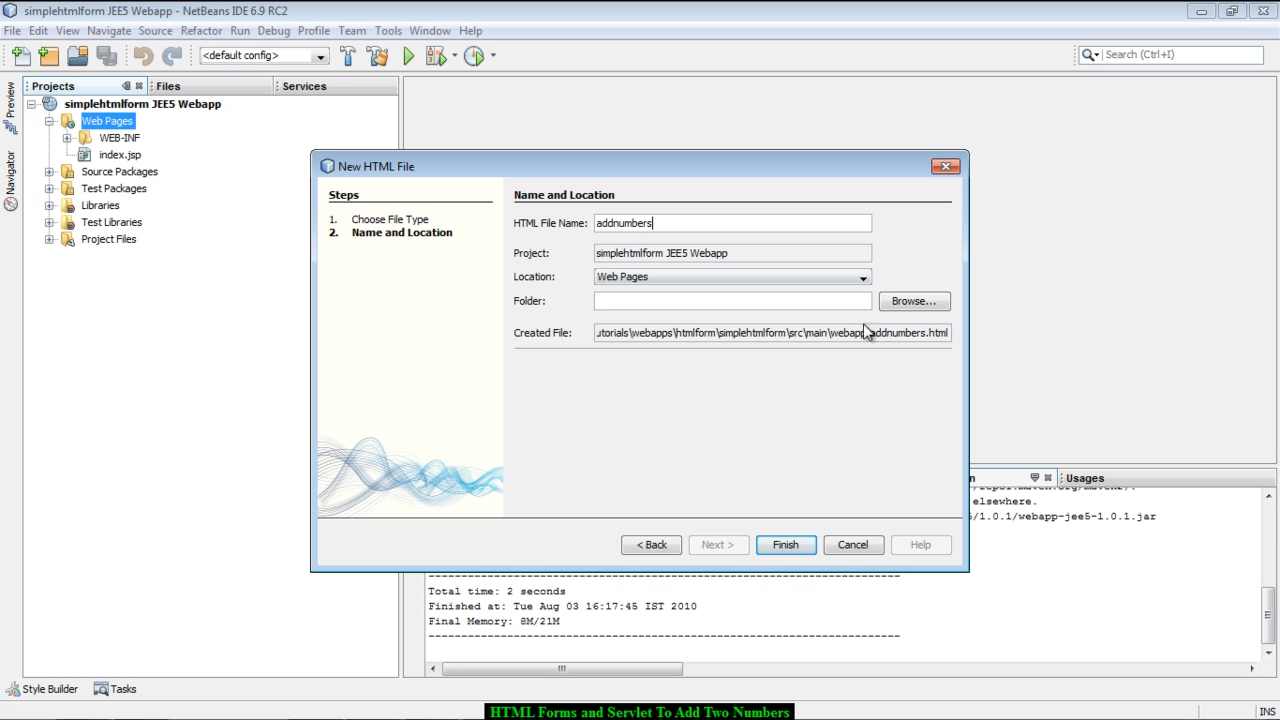 simplehtmlform JEE5 Webapp - NetBeans IDE 6.9 RC2
File Edit View Navigate Source Refactor Run Debug Profile Team Tools Window Help
<default config>
Search (Ctrl+I)
Projects
Files
Services
Preview
Navigator
simplehtmlform JEE5 Webapp
Web Pages
WEB-INF
index.jsp
Source Packages
Test Packages
Libraries
Test Libraries
Project Files
New HTML File
Steps
1. Choose File Type
2. Name and Location
Name and Location
HTML File Name: addnumbers
Project: simplehtmlform JEE5 Webapp
Location: Web Pages
Folder:
Browse...
Created File: utorials\webapps\htmlform\simplehtmlform\src\main\webapp\addnumbers.html
< Back
Next >
Finish
Cancel
Help
Usages
elsewhere.
/1.0.1/webapp-jee5-1.0.1.jar
------------------------------------------------------------------------
Total time: 2 seconds
Finished at: Tue Aug 03 16:17:45 IST 2010
Final Memory: 8M/21M
------------------------------------------------------------------------
Style Builder
Tasks
HTML Forms and Servlet To Add Two Numbers
INS